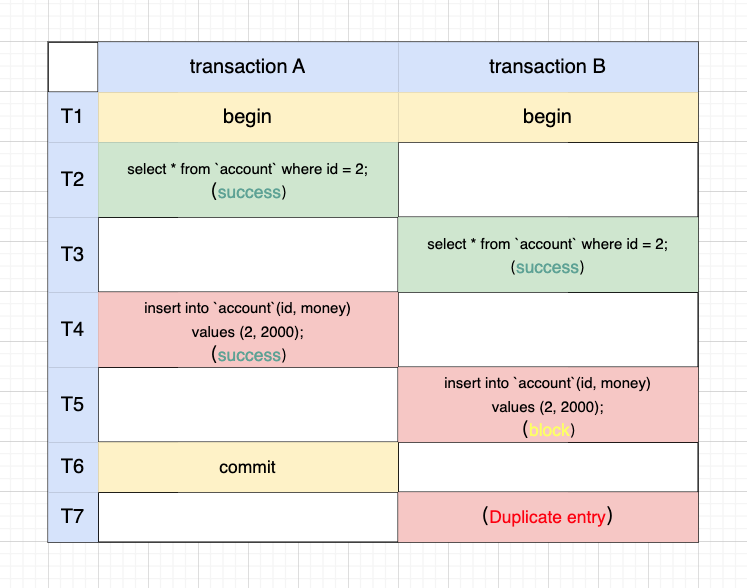 transaction A transaction B
T1 begin begin
T2 select * from `account` where id = 2;
(success)
T3 select * from `account` where id = 2;
(success)
T4 insert into `account`(id, money)
values (2, 2000);
(success)
T5 insert into `account`(id, money)
values (2, 2000);
(block)
T6 commit
T7 (Duplicate entry)